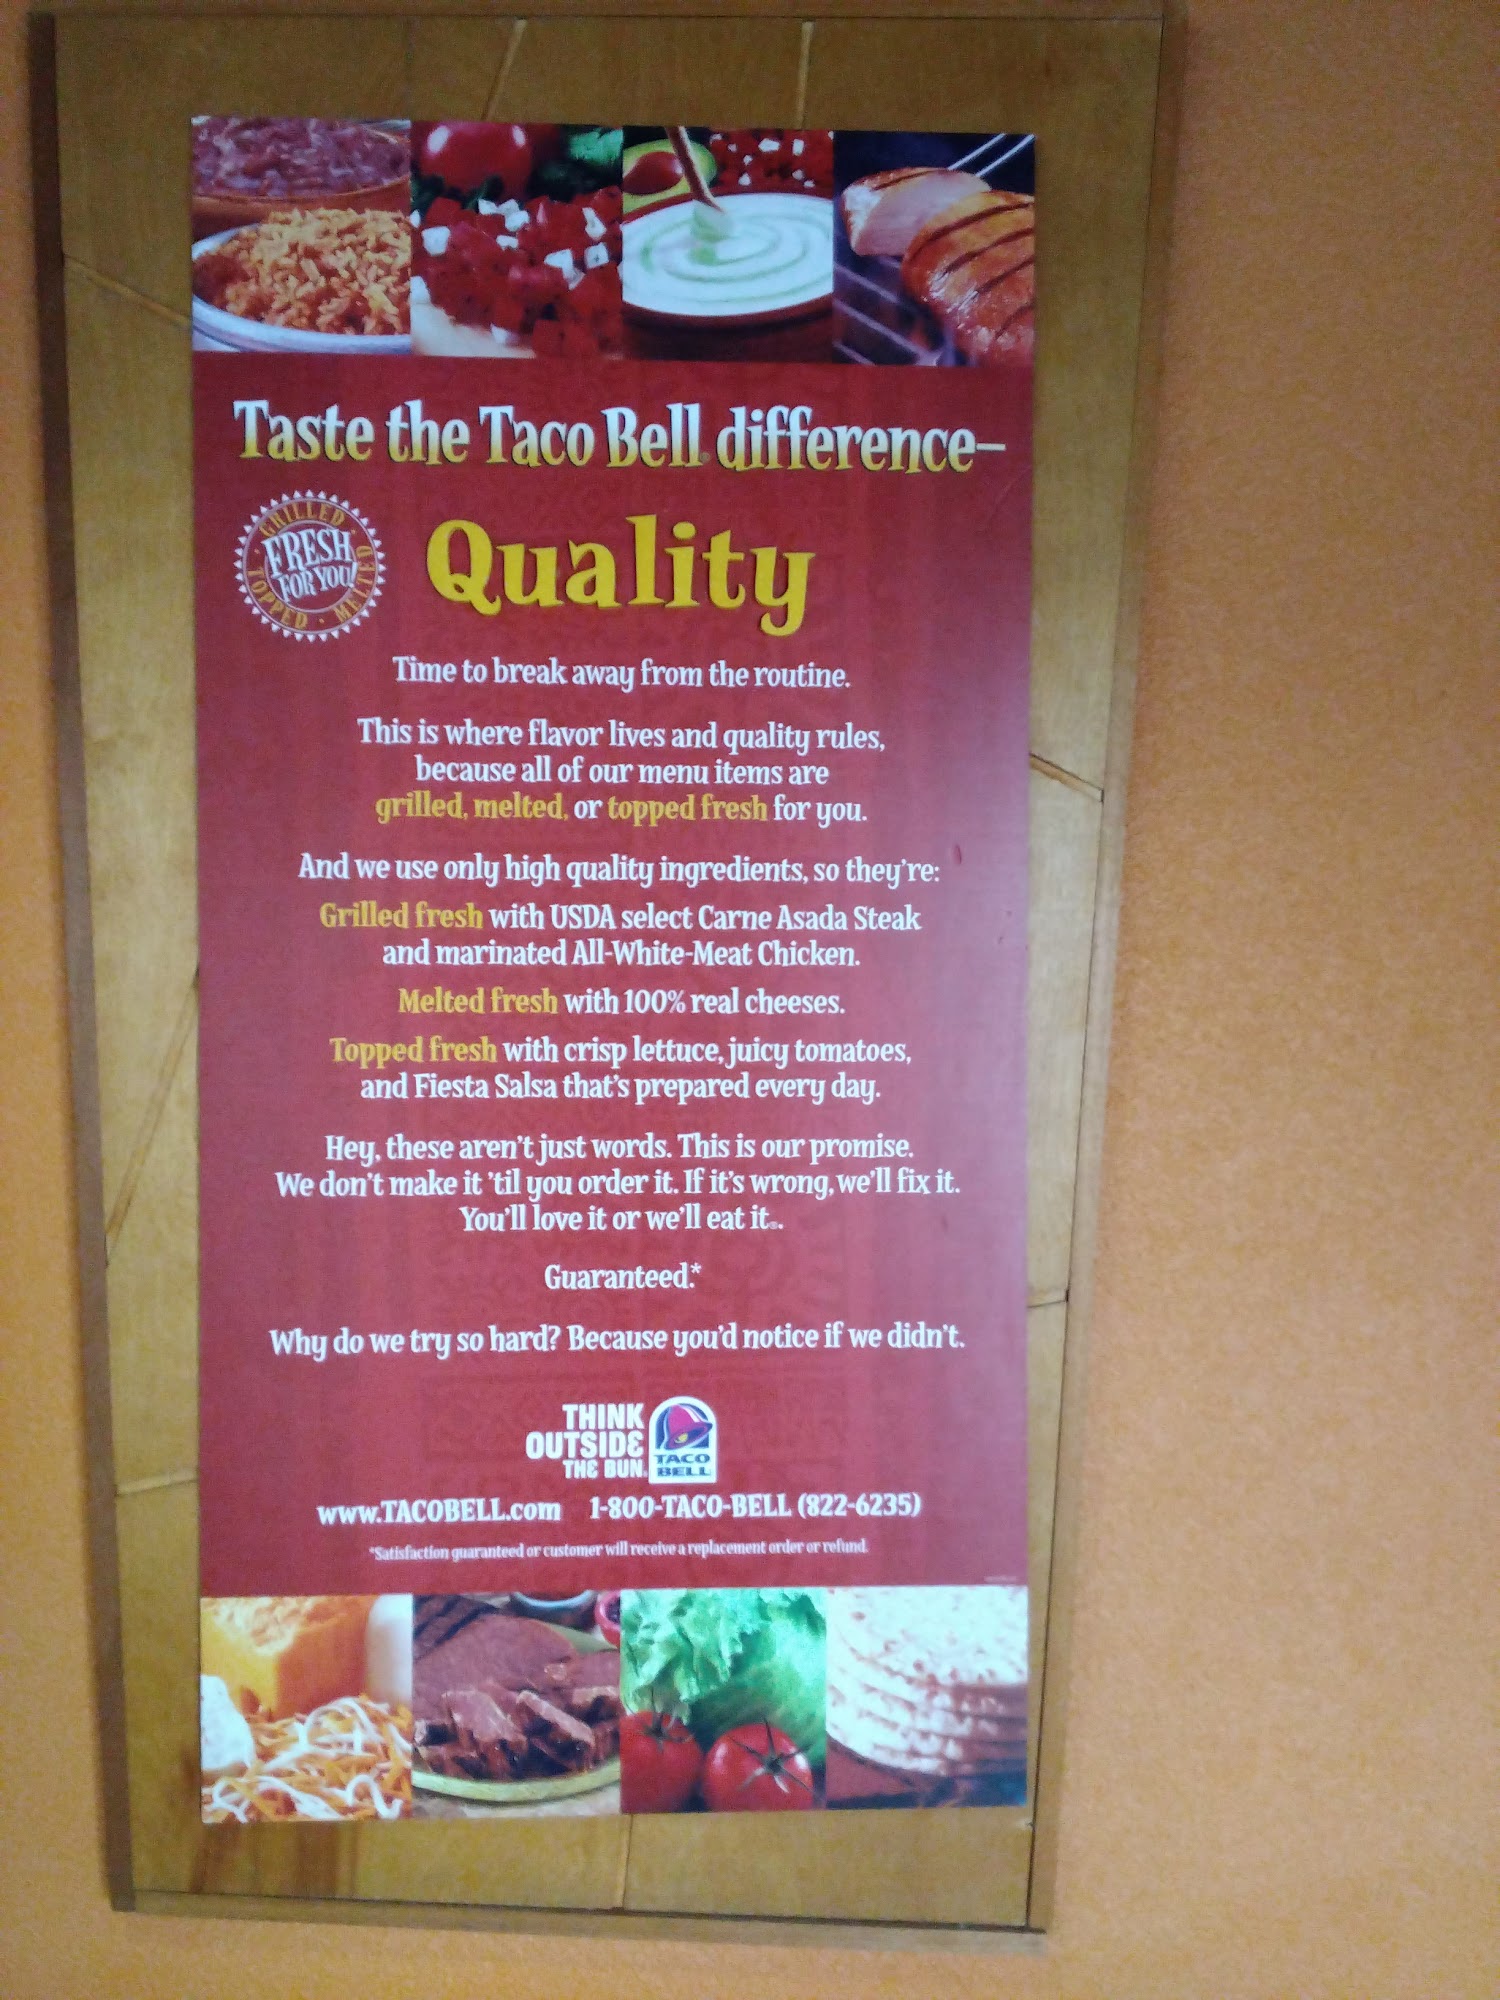 Taste the Taco Bell® difference–
GRILLED · MELTED · TOPPED ·
FRESH
FOR YOU!
Quality
Time to break away from the routine.
This is where flavor lives and quality rules,
because all of our menu items are
grilled, melted, or topped fresh for you.
And we use only high quality ingredients, so they're:
Grilled fresh with USDA select Carne Asada Steak
and marinated All-White-Meat Chicken.
Melted fresh with 100% real cheeses.
Topped fresh with crisp lettuce, juicy tomatoes,
and Fiesta Salsa that's prepared every day.
Hey, these aren't just words. This is our promise.
We don't make it 'til you order it. If it's wrong, we'll fix it.
You'll love it or we'll eat it®.
Guaranteed.*
Why do we try so hard? Because you'd notice if we didn't.
THINK
OUTSIDE
THE BUN.
TACO
BELL
www.TACOBELL.com 1-800-TACO-BELL (822-6235)
*Satisfaction guaranteed or customer will receive a replacement order or refund.